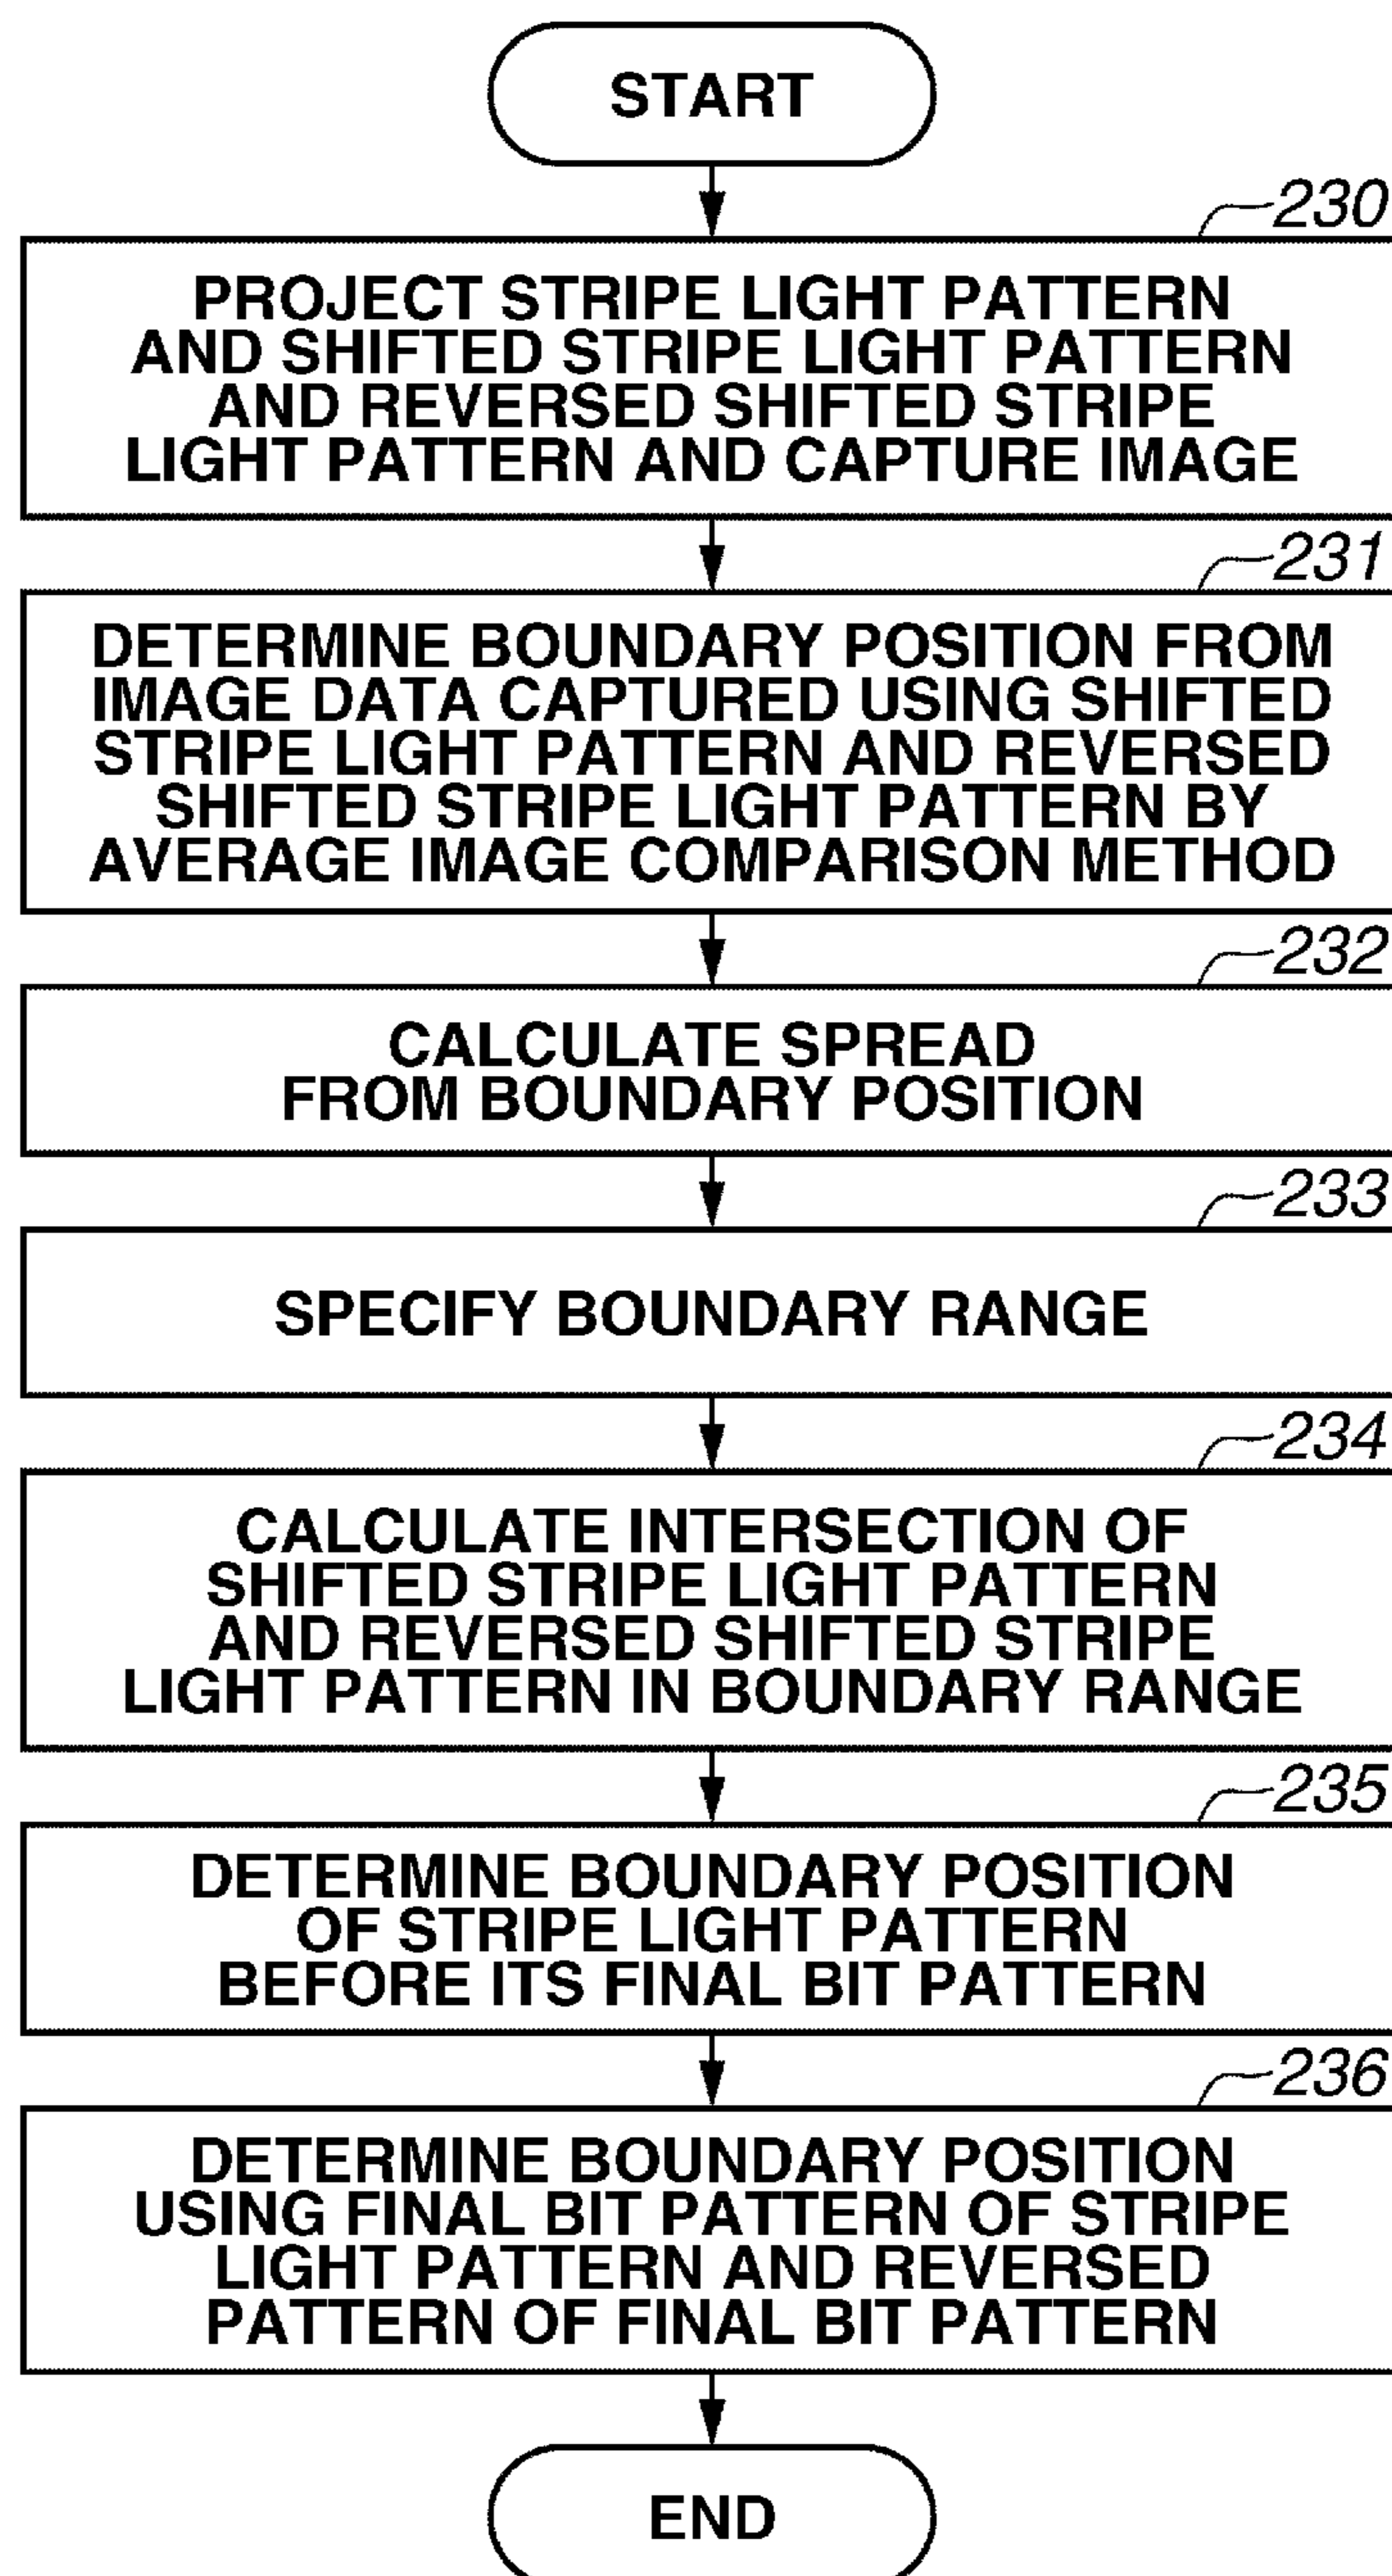 START
230
PROJECT STRIPE LIGHT PATTERN
AND SHIFTED STRIPE LIGHT PATTERN
AND REVERSED SHIFTED STRIPE
LIGHT PATTERN AND CAPTURE IMAGE
231
DETERMINE BOUNDARY POSITION FROM
IMAGE DATA CAPTURED USING SHIFTED
STRIPE LIGHT PATTERN AND REVERSED
SHIFTED STRIPE LIGHT PATTERN BY
AVERAGE IMAGE COMPARISON METHOD
232
CALCULATE SPREAD
FROM BOUNDARY POSITION
233
SPECIFY BOUNDARY RANGE
234
CALCULATE INTERSECTION OF
SHIFTED STRIPE LIGHT PATTERN
AND REVERSED SHIFTED STRIPE
LIGHT PATTERN IN BOUNDARY RANGE
235
DETERMINE BOUNDARY POSITION
OF STRIPE LIGHT PATTERN
BEFORE ITS FINAL BIT PATTERN
236
DETERMINE BOUNDARY POSITION
USING FINAL BIT PATTERN OF STRIPE
LIGHT PATTERN AND REVERSED
PATTERN OF FINAL BIT PATTERN
END